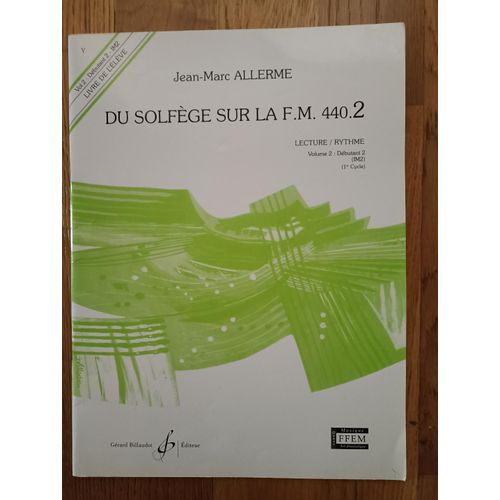 V
Vol 2 : Débutant 2 - IM2
LIVRE DE L'ÉLÈVE
Jean-Marc ALLERME
DU SOLFÈGE SUR LA F.M. 440.2
LECTURE / RYTHME
Volume 2 : Débutant 2
(IM2)
(1er Cycle)
Gérard Billaudot Éditeur
Musique
FFEM